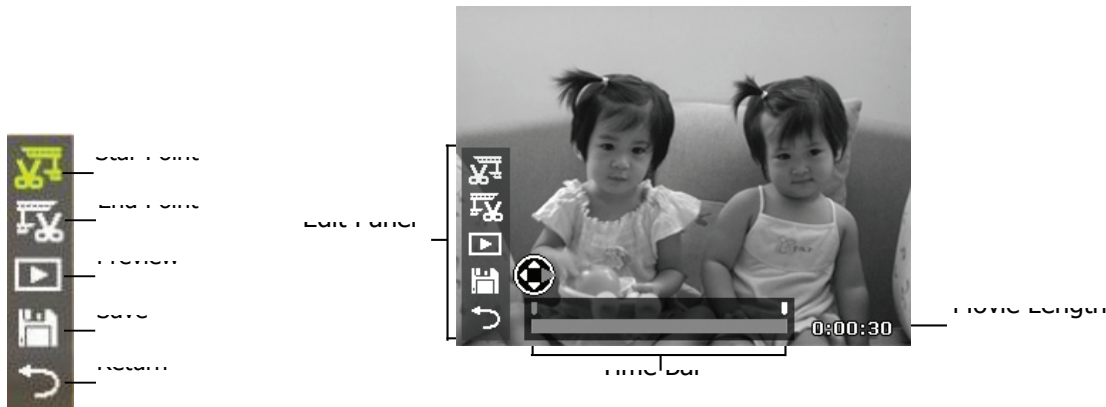 Star Point
End Point
Preview
Save
Return
Edit Panel
0:00:30
Movie Length
Time Bar